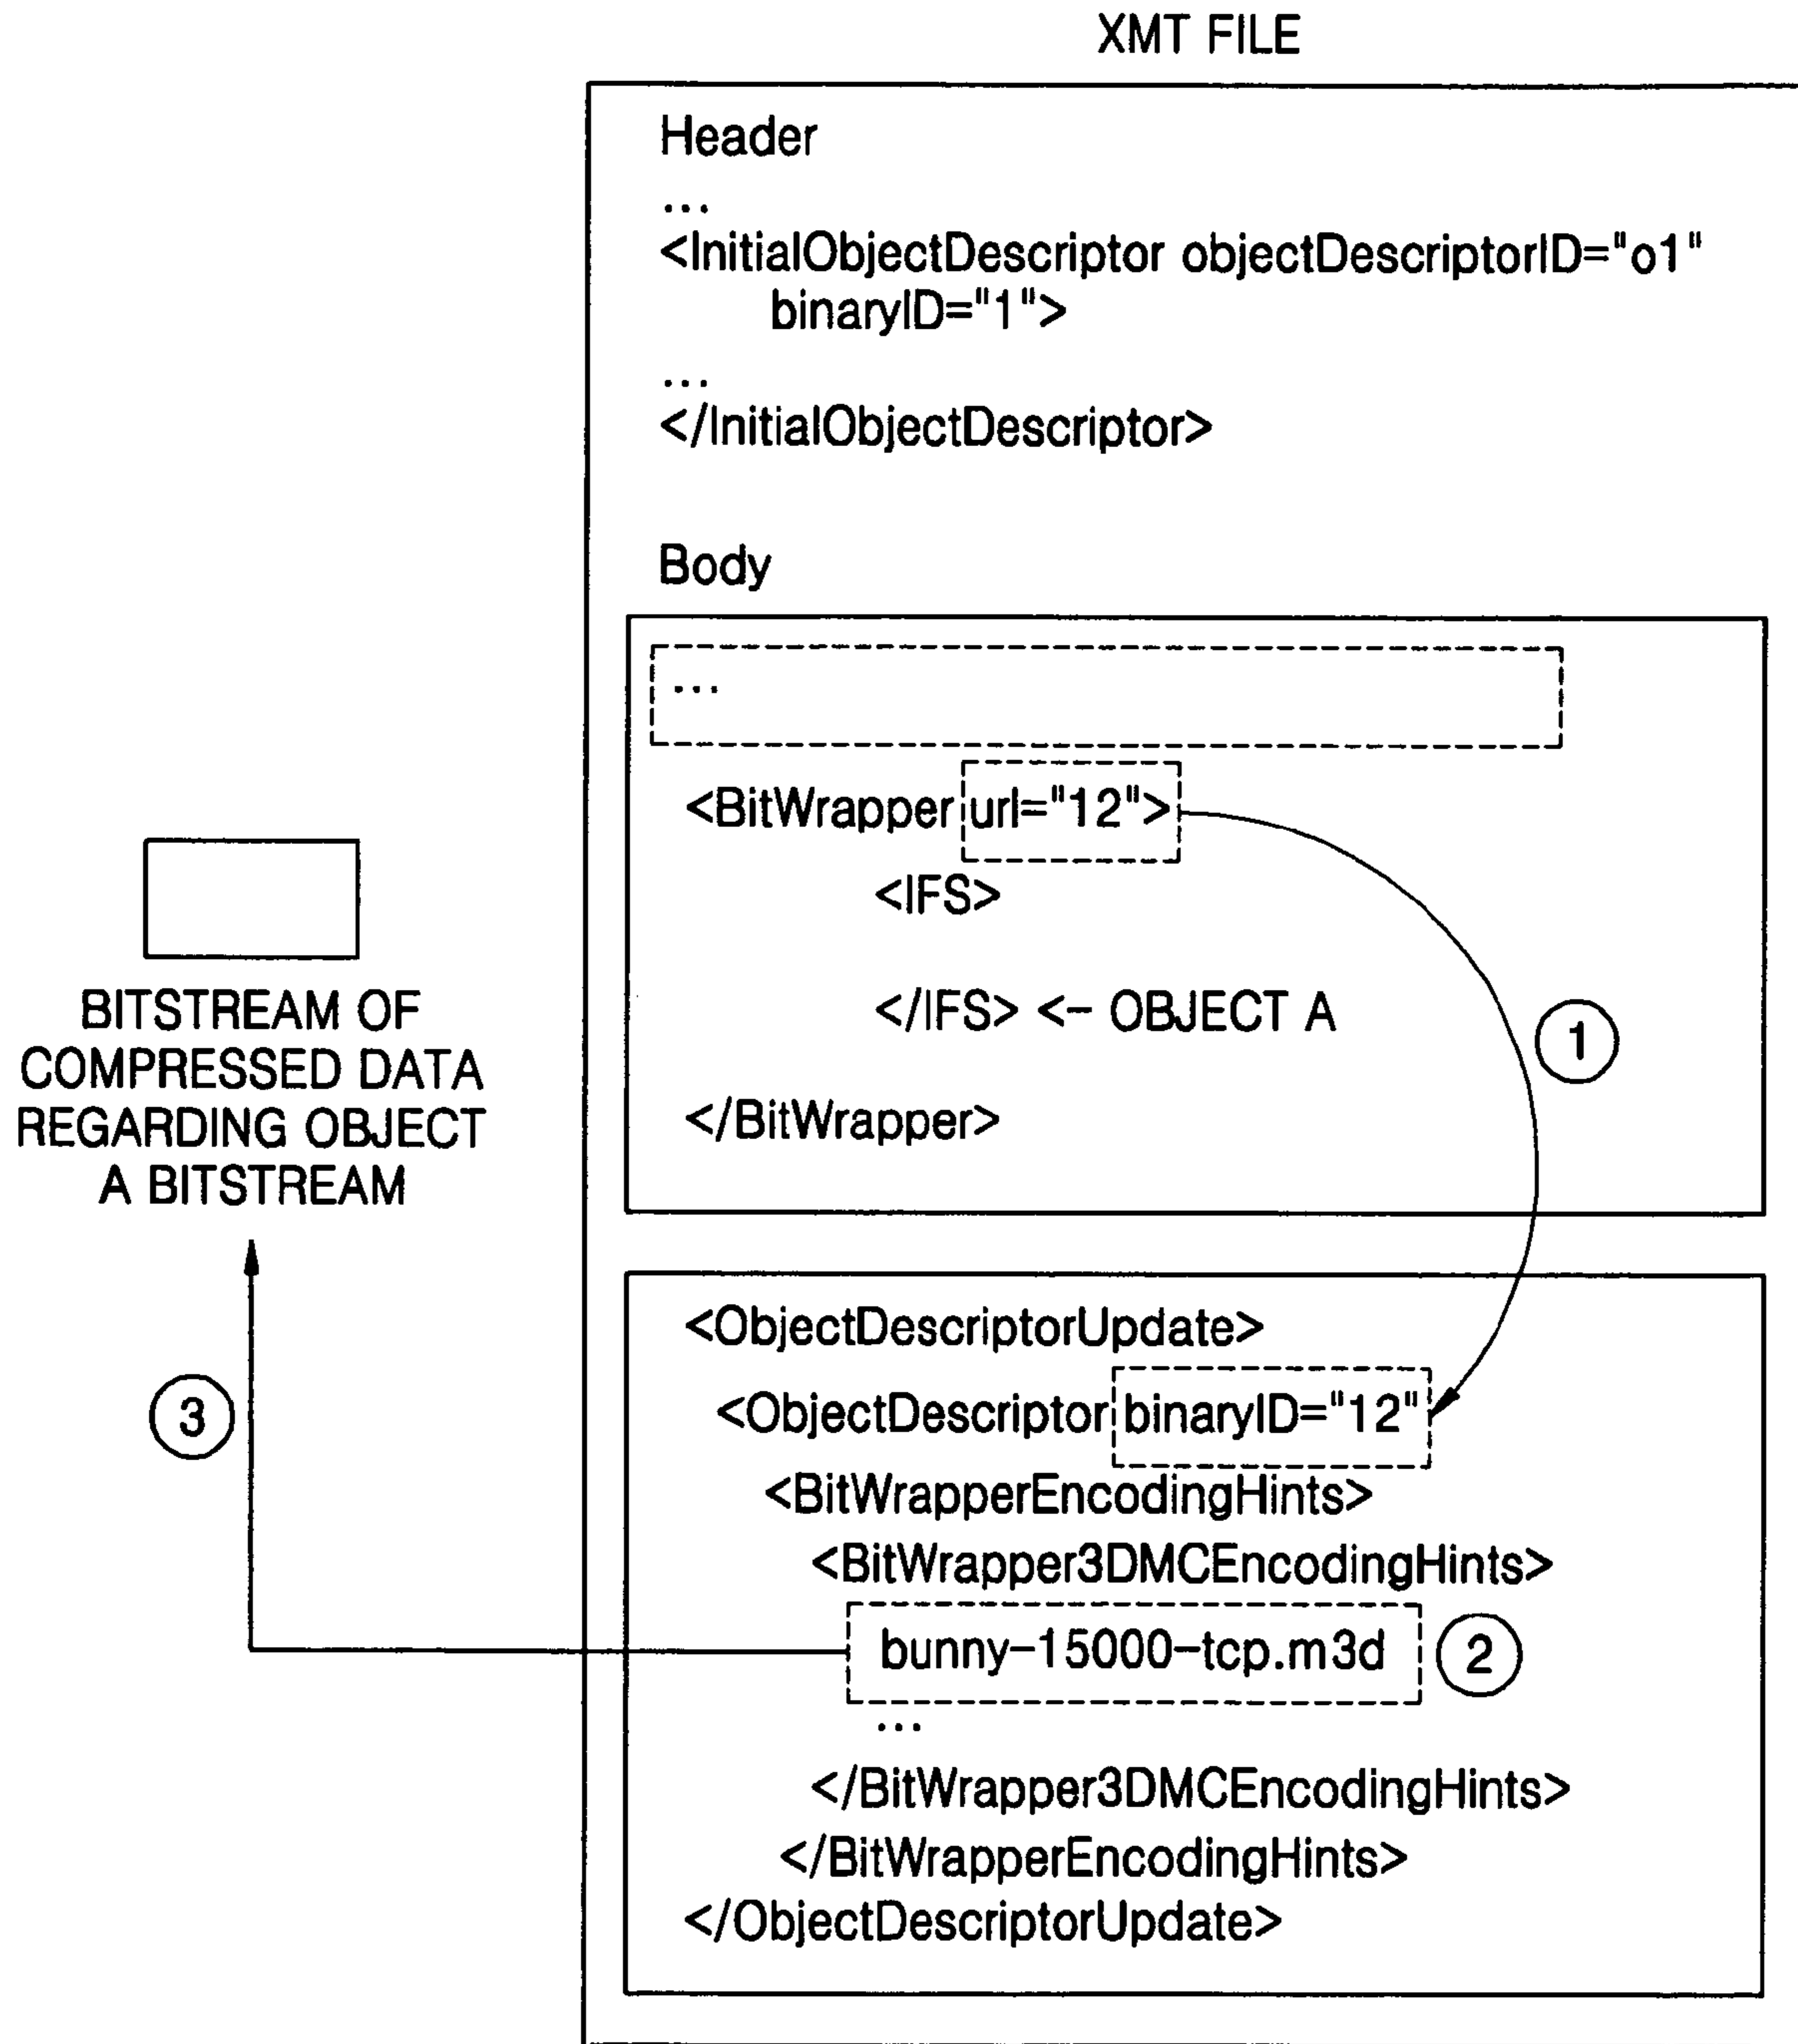 XMT FILE
Header
...
<InitialObjectDescriptor objectDescriptorID="o1"
binaryID="1">
...
</InitialObjectDescriptor>
Body
...
<BitWrapper url="12">
<IFS>
</IFS> <- OBJECT A
1
</BitWrapper>
BITSTREAM OF
COMPRESSED DATA
REGARDING OBJECT
A BITSTREAM
<ObjectDescriptorUpdate>
<ObjectDescriptor binaryID="12"
3
<BitWrapperEncodingHints>
<BitWrapper3DMCEncodingHints>
bunny-15000-tcp.m3d 2
...
</BitWrapper3DMCEncodingHints>
</BitWrapperEncodingHints>
</ObjectDescriptorUpdate>